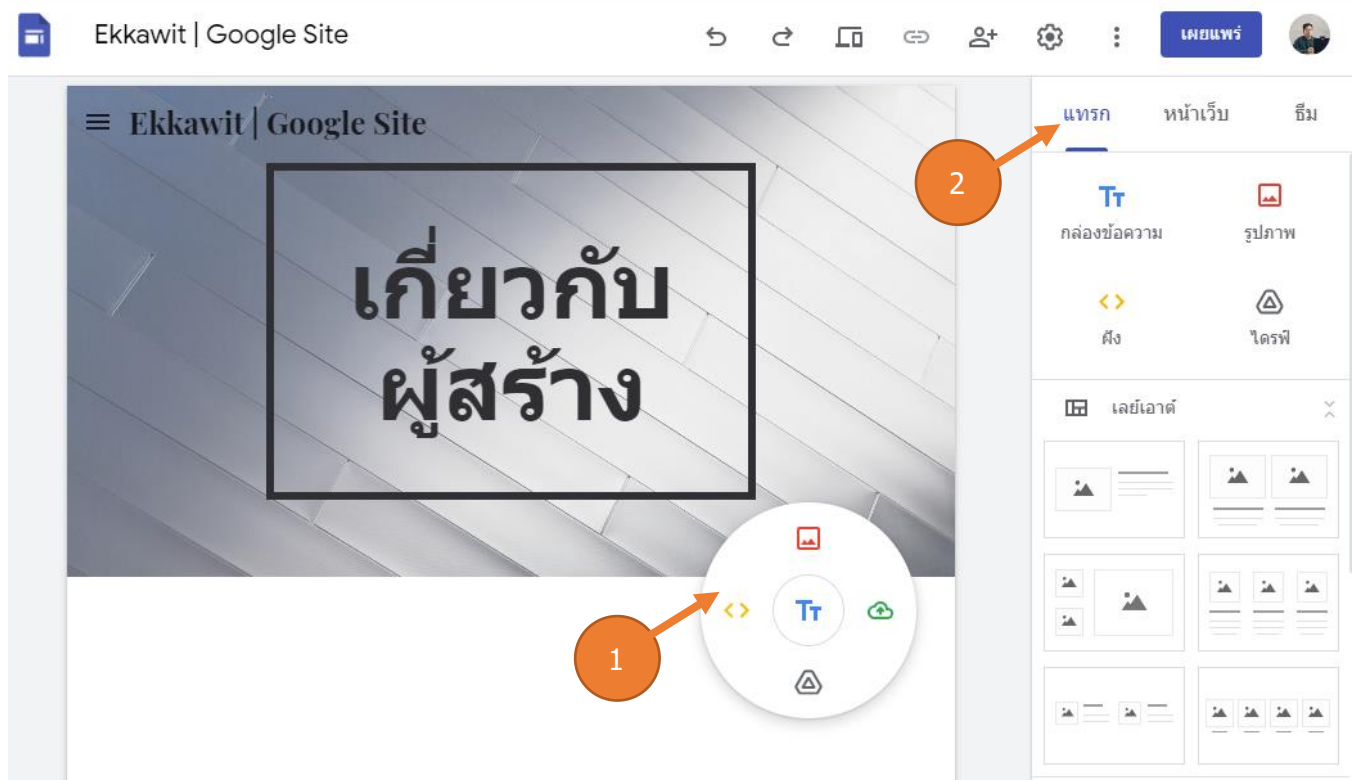 Ekkawit | Google Site
เผยแพร่
Ekkawit | Google Site
เกี่ยวกับ
ผู้สร้าง
แทรก หน้าเว็บ ธีม
2
Tт
กล่องข้อความ รูปภาพ
ฝัง ไดรฟ์
เลย์เอาต์
Tт
1